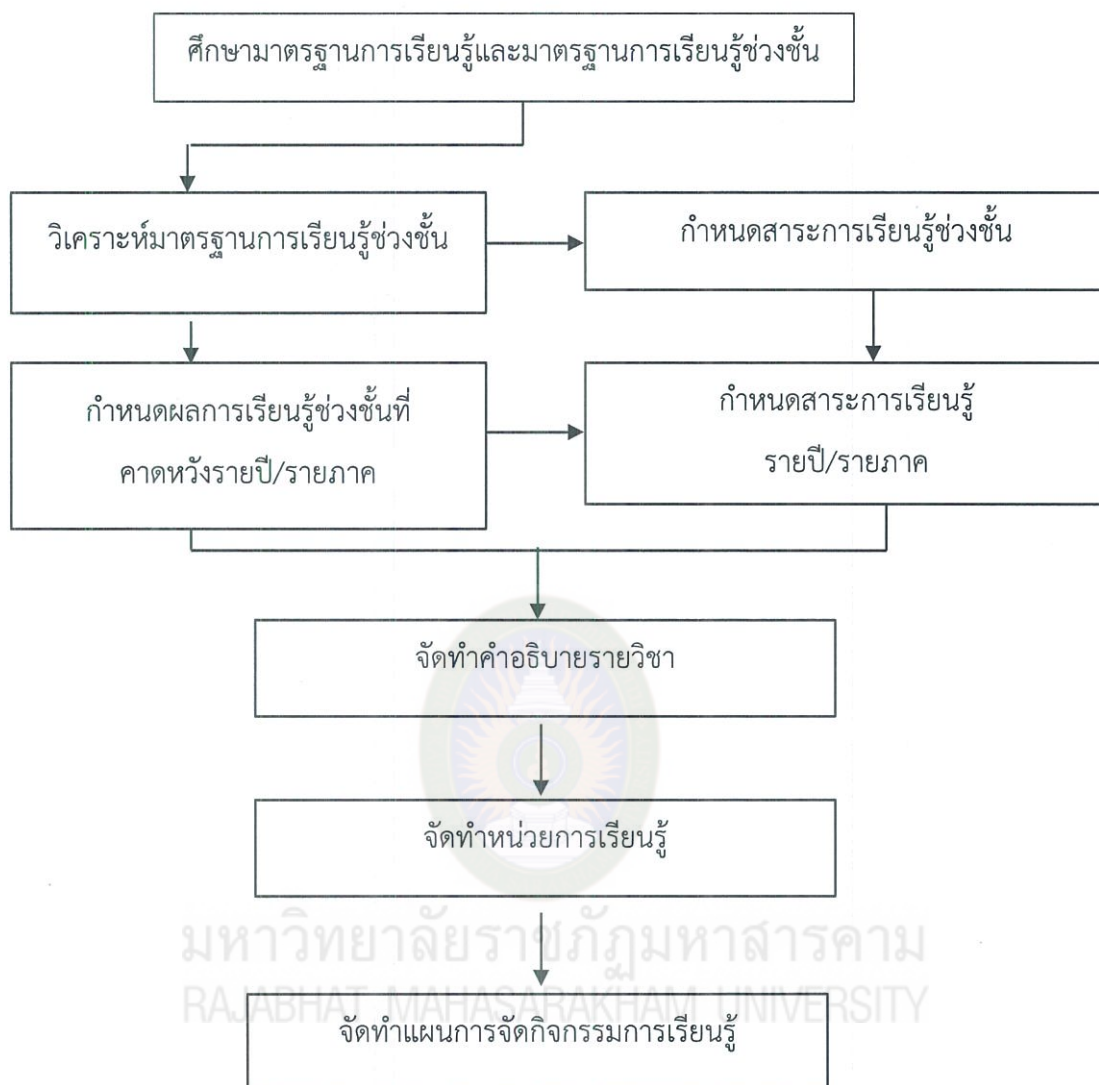 ศึกษามาตรฐานการเรียนรู้และมาตรฐานการเรียนรู้ช่วงชั้น
วิเคราะห์มาตรฐานการเรียนรู้ช่วงชั้น
กำหนดสาระการเรียนรู้ช่วงชั้น
กำหนดผลการเรียนรู้ช่วงชั้นที่
คาดหวังรายปี/รายภาค
กำหนดสาระการเรียนรู้
รายปี/รายภาค
จัดทำคำอธิบายรายวิชา
จัดทำหน่วยการเรียนรู้
มหาวิทยาลัยราชภัฏมหาสารคาม
RAJABHAT MAHASARAKHAM UNIVERSITY
จัดทำแผนการจัดกิจกรรมการเรียนรู้